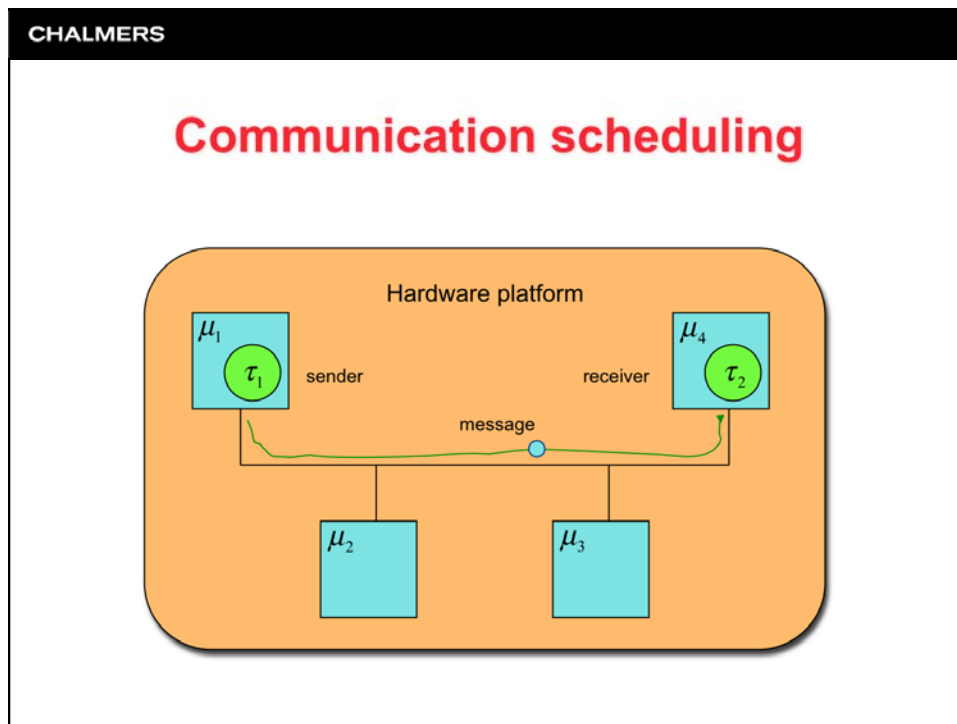 CHALMERS
Communication scheduling
Hardware platform
μ₁
μ₄
τ₁
sender
receiver
τ₂
message
μ₂
μ₃